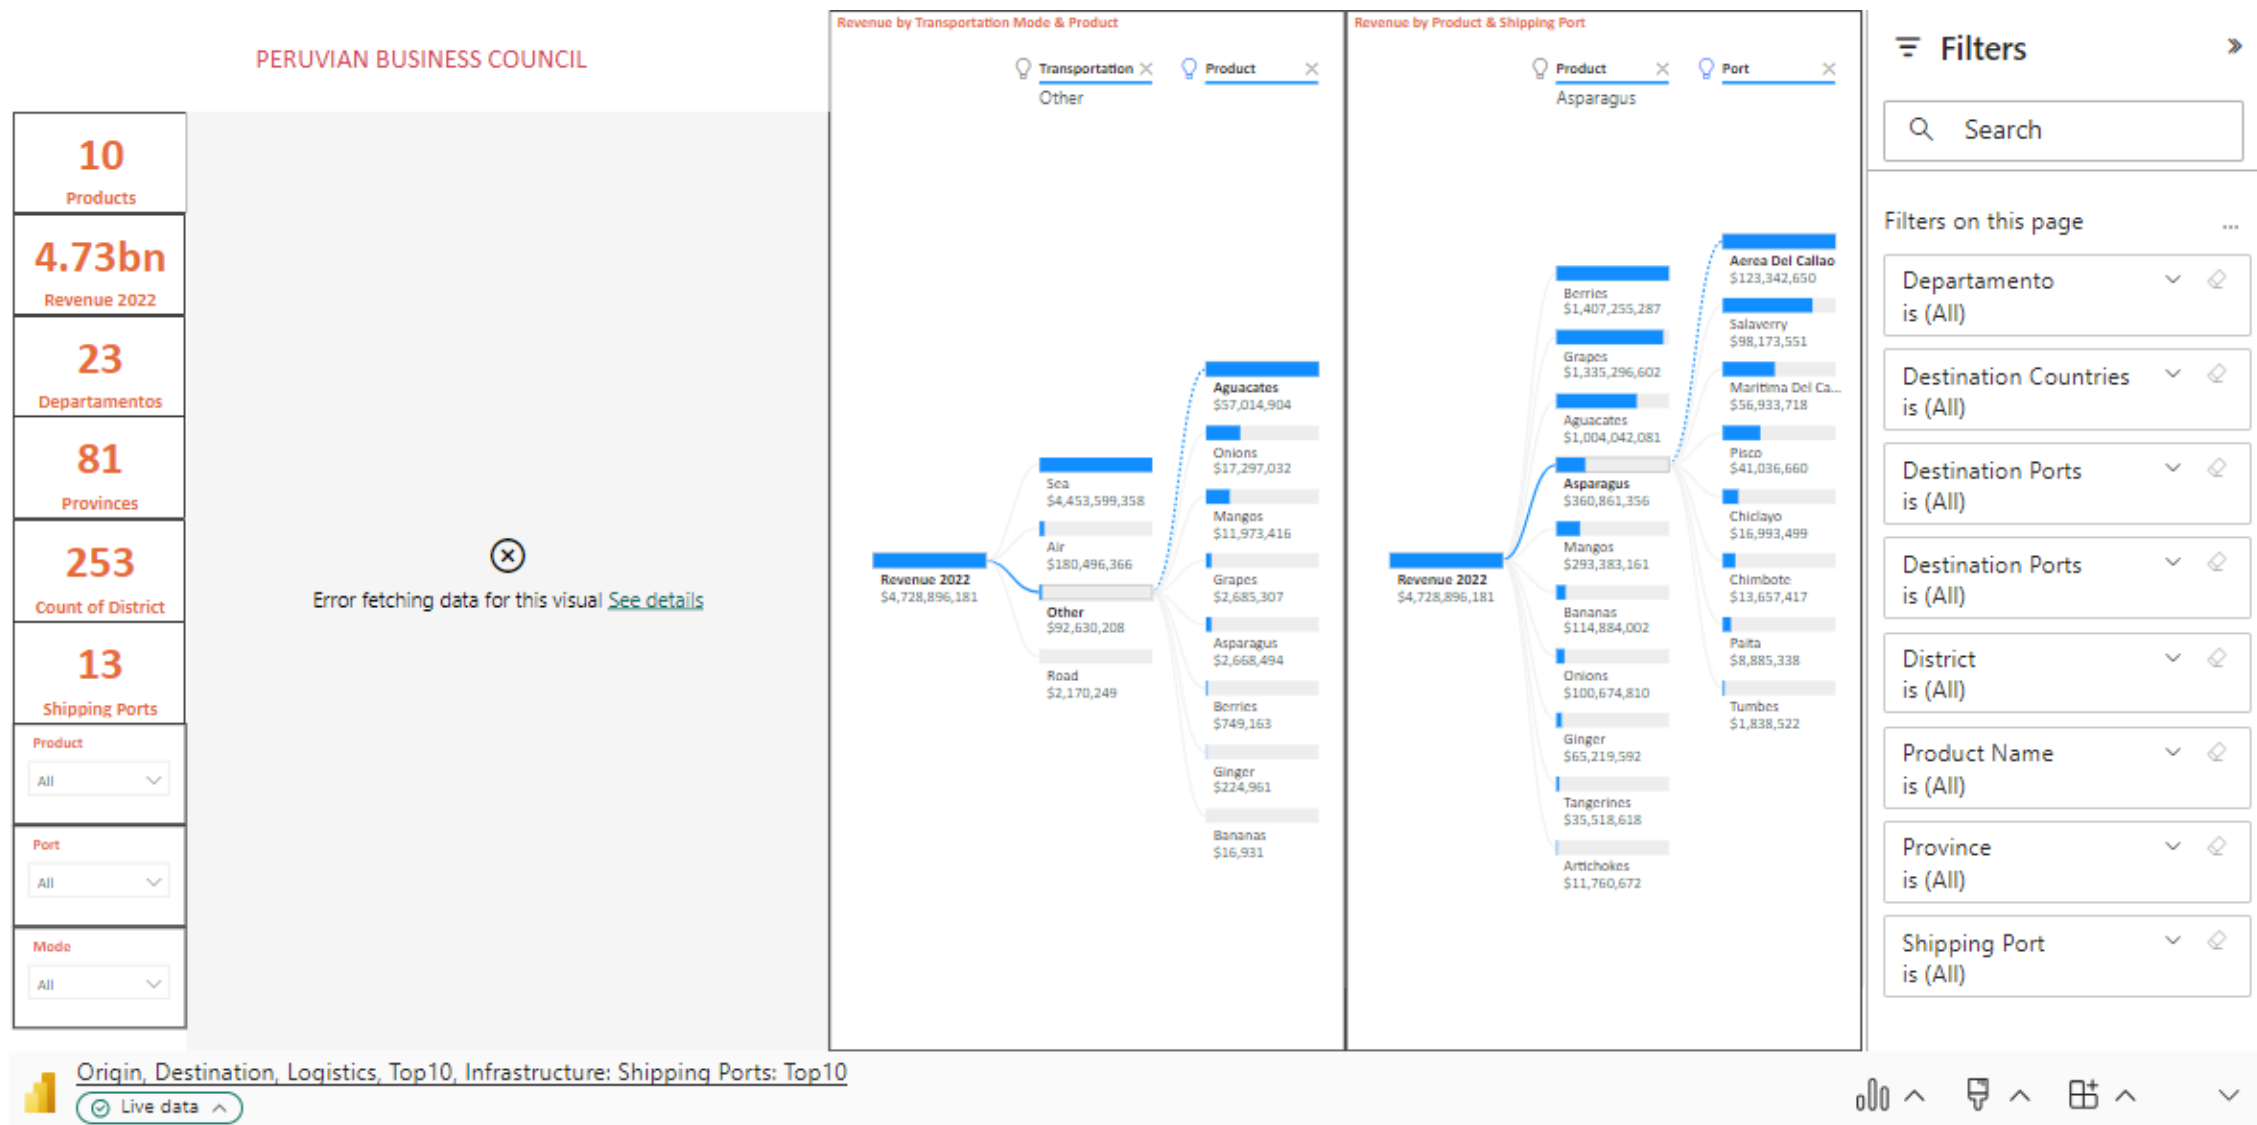 PERUVIAN BUSINESS COUNCIL
10
Products
4.73bn
Revenue 2022
23
Departamentos
81
Provinces
253
Count of District
13
Shipping Ports
Product
All
Port
All
Mode
All
Error fetching data for this visual See details
Revenue by Transportation Mode & Product
Transportation
Product
Other
Revenue 2022
$4,728,896,181
Sea
$4,453,599,358
Air
$180,496,366
Other
$92,630,208
Road
$2,170,249
Aguacates
$57,014,904
Onions
$17,297,032
Mangos
$11,973,416
Grapes
$2,685,307
Asparagus
$2,668,494
Berries
$749,163
Ginger
$224,961
Bananas
$16,931
Revenue by Product & Shipping Port
Product
Port
Asparagus
Revenue 2022
$4,728,896,181
Berries
$1,407,255,287
Grapes
$1,335,296,602
Aguacates
$1,004,042,081
Asparagus
$360,861,356
Mangos
$293,383,161
Bananas
$114,884,002
Onions
$100,674,810
Ginger
$65,219,592
Tangerines
$35,518,618
Artichokes
$11,760,672
Aerea Del Callao
$123,342,650
Salaverry
$98,173,551
Maritima Del Ca...
$56,933,718
Pisco
$41,036,660
Chiclayo
$16,993,499
Chimbote
$13,657,417
Paita
$8,885,338
Tumbes
$1,838,522
Filters
Search
Filters on this page
...
Departamento
is (All)
Destination Countries
is (All)
Destination Ports
is (All)
Destination Ports
is (All)
District
is (All)
Product Name
is (All)
Province
is (All)
Shipping Port
is (All)
Origin, Destination, Logistics, Top10, Infrastructure: Shipping Ports: Top10
Live data